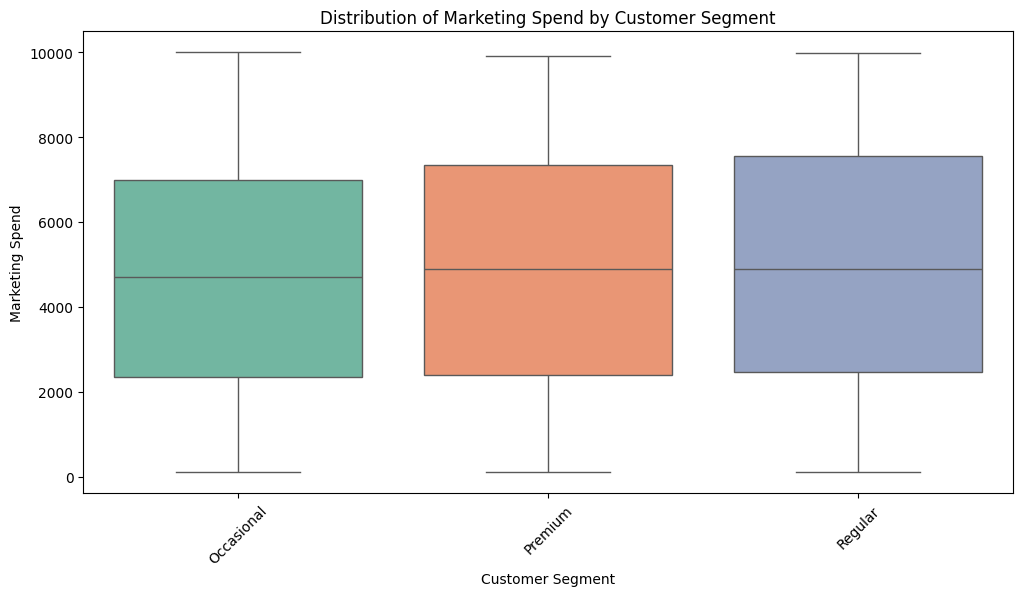 Distribution of Marketing Spend by Customer Segment
10000
8000
6000
4000
2000
0
Marketing Spend
Occasional
Premium
Regular
Customer Segment